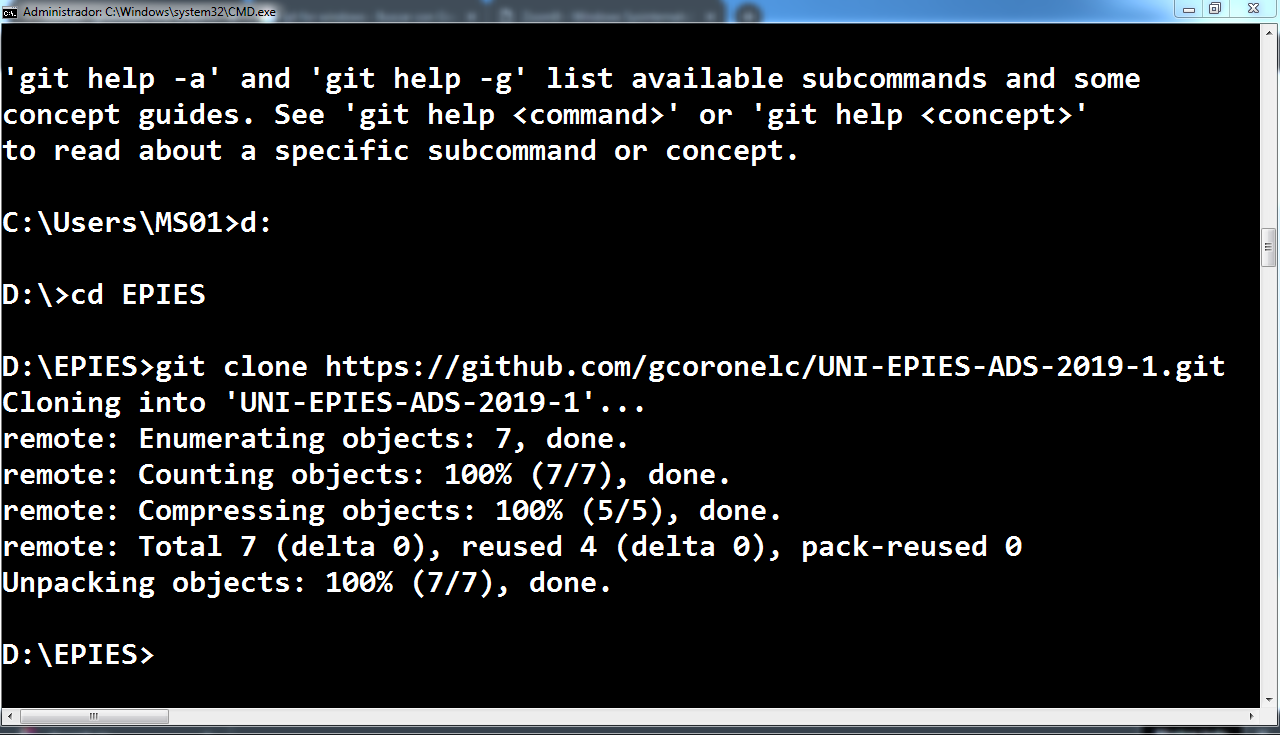 Administrador: C:\Windows\system32\CMD.exe
'git help -a' and 'git help -g' list available subcommands and some
concept guides. See 'git help <command>' or 'git help <concept>'
to read about a specific subcommand or concept.
C:\Users\MS01>d:
D:\>cd EPIES
D:\EPIES>git clone https://github.com/gcoronelc/UNI-EPIES-ADS-2019-1.git
Cloning into 'UNI-EPIES-ADS-2019-1'...
remote: Enumerating objects: 7, done.
remote: Counting objects: 100% (7/7), done.
remote: Compressing objects: 100% (5/5), done.
remote: Total 7 (delta 0), reused 4 (delta 0), pack-reused 0
Unpacking objects: 100% (7/7), done.
D:\EPIES>